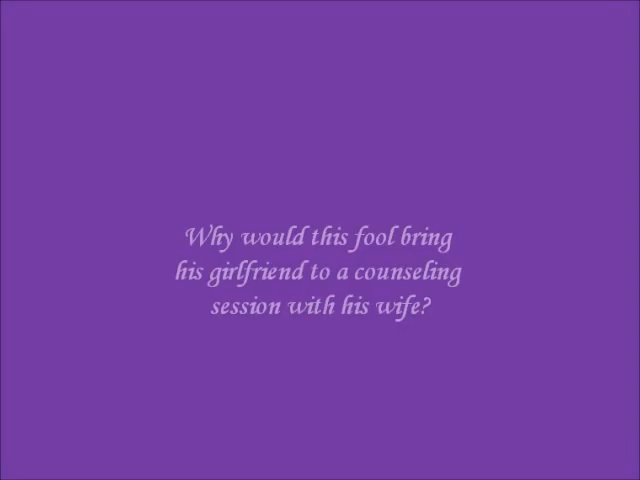 Why would this fool bring
his girlfriend to a counseling
session with his wife?